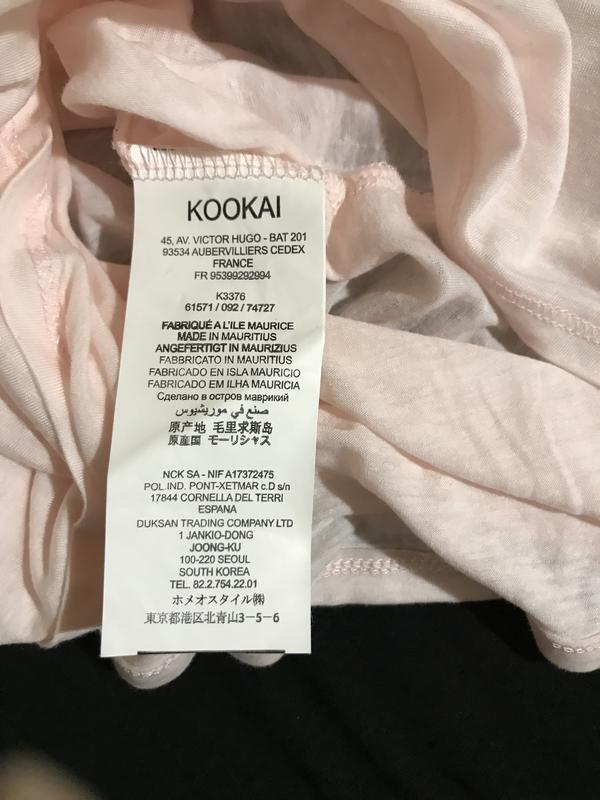 KOOKAI
45, AV. VICTOR HUGO - BAT 201
93534 AUBERVILLIERS CEDEX
FRANCE
FR 95399292994
K3376
61571 / 092 / 74727
FABRIQUÉ A L'ILE MAURICE
MADE IN MAURITIUS
ANGEFERTIGT IN MAURIZIUS
FABBRICATO IN MAURITIUS
FABRICADO EN ISLA MAURICIO
FABRICADO EM ILHA MAURICIA
Сделано в остров маврикий
صنع في موريشيوس
原产地 毛里求斯岛
原産国 モーリシャス
NCK SA - NIF A17372475
POL.IND. PONT-XETMAR c.D s/n
17844 CORNELLA DEL TERRI
ESPANA
DUKSAN TRADING COMPANY LTD
1 JANKIO-DONG
JOONG-KU
100-220 SEOUL
SOUTH KOREA
TEL. 82.2.754.22.01
ホメオスタイル㈱
東京都港区北青山3－5－6